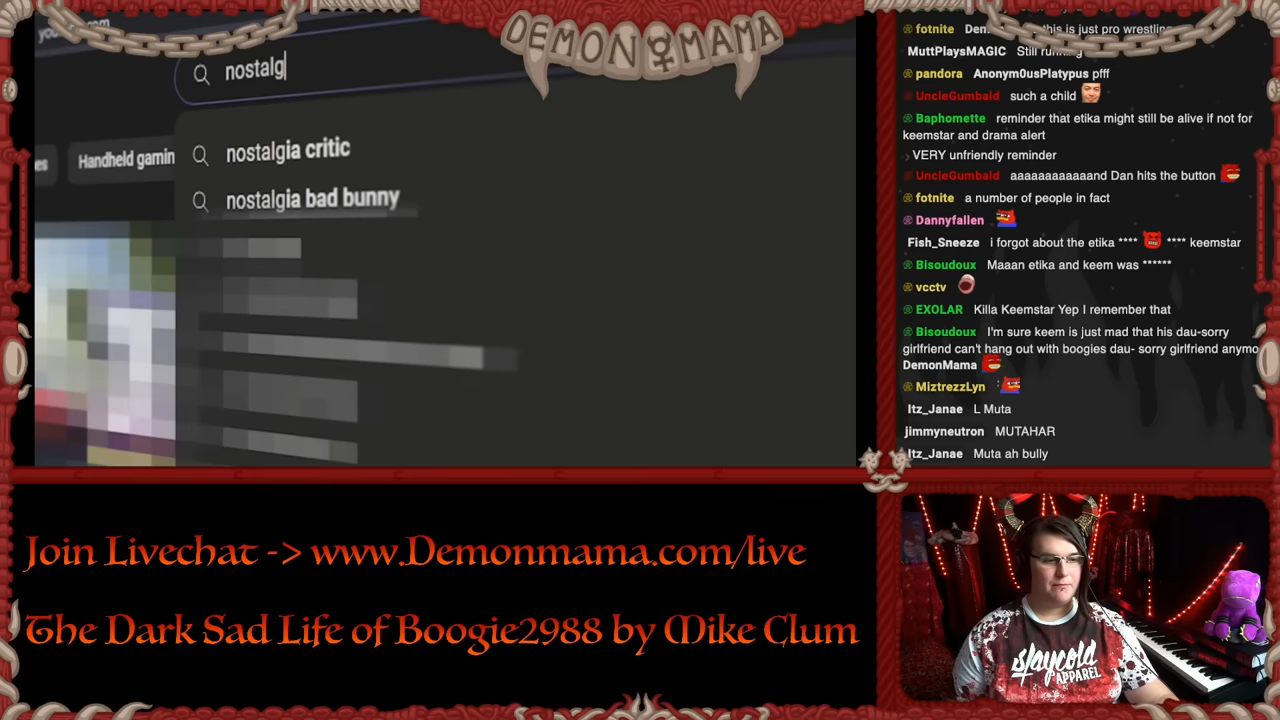 DEMON MAMA
nostalg
nostalgia critic
nostalgia bad bunny
Handheld gamin
fotnite this is just pro wrestling
MuttPlaysMAGIC Still running
pandora Anonym0usPlatypus pfff
UncleGumbald such a child
Baphomette reminder that etika might still be alive if not for
keemstar and drama alert
VERY unfriendly reminder
UncleGumbald aaaaaaaaaaaand Dan hits the button
fotnite a number of people in fact
Dannyfallen
Fish_Sneeze i forgot about the etika **** **** keemstar
Bisoudoux Maaan etika and keem was ******
vcctv
EXOLAR Killa Keemstar Yep I remember that
Bisoudoux I'm sure keem is just mad that his dau-sorry
girlfriend can't hang out with boogies dau- sorry girlfriend anymo
DemonMama
MiztrezzLyn
Itz_Janae L Muta
jimmyneutron MUTAHAR
Itz_Janae Muta ah bully
Join Livechat -> www.Demonmama.com/live
The Dark Sad Life of Boogie2988 by Mike Clum
staycold
APPAREL